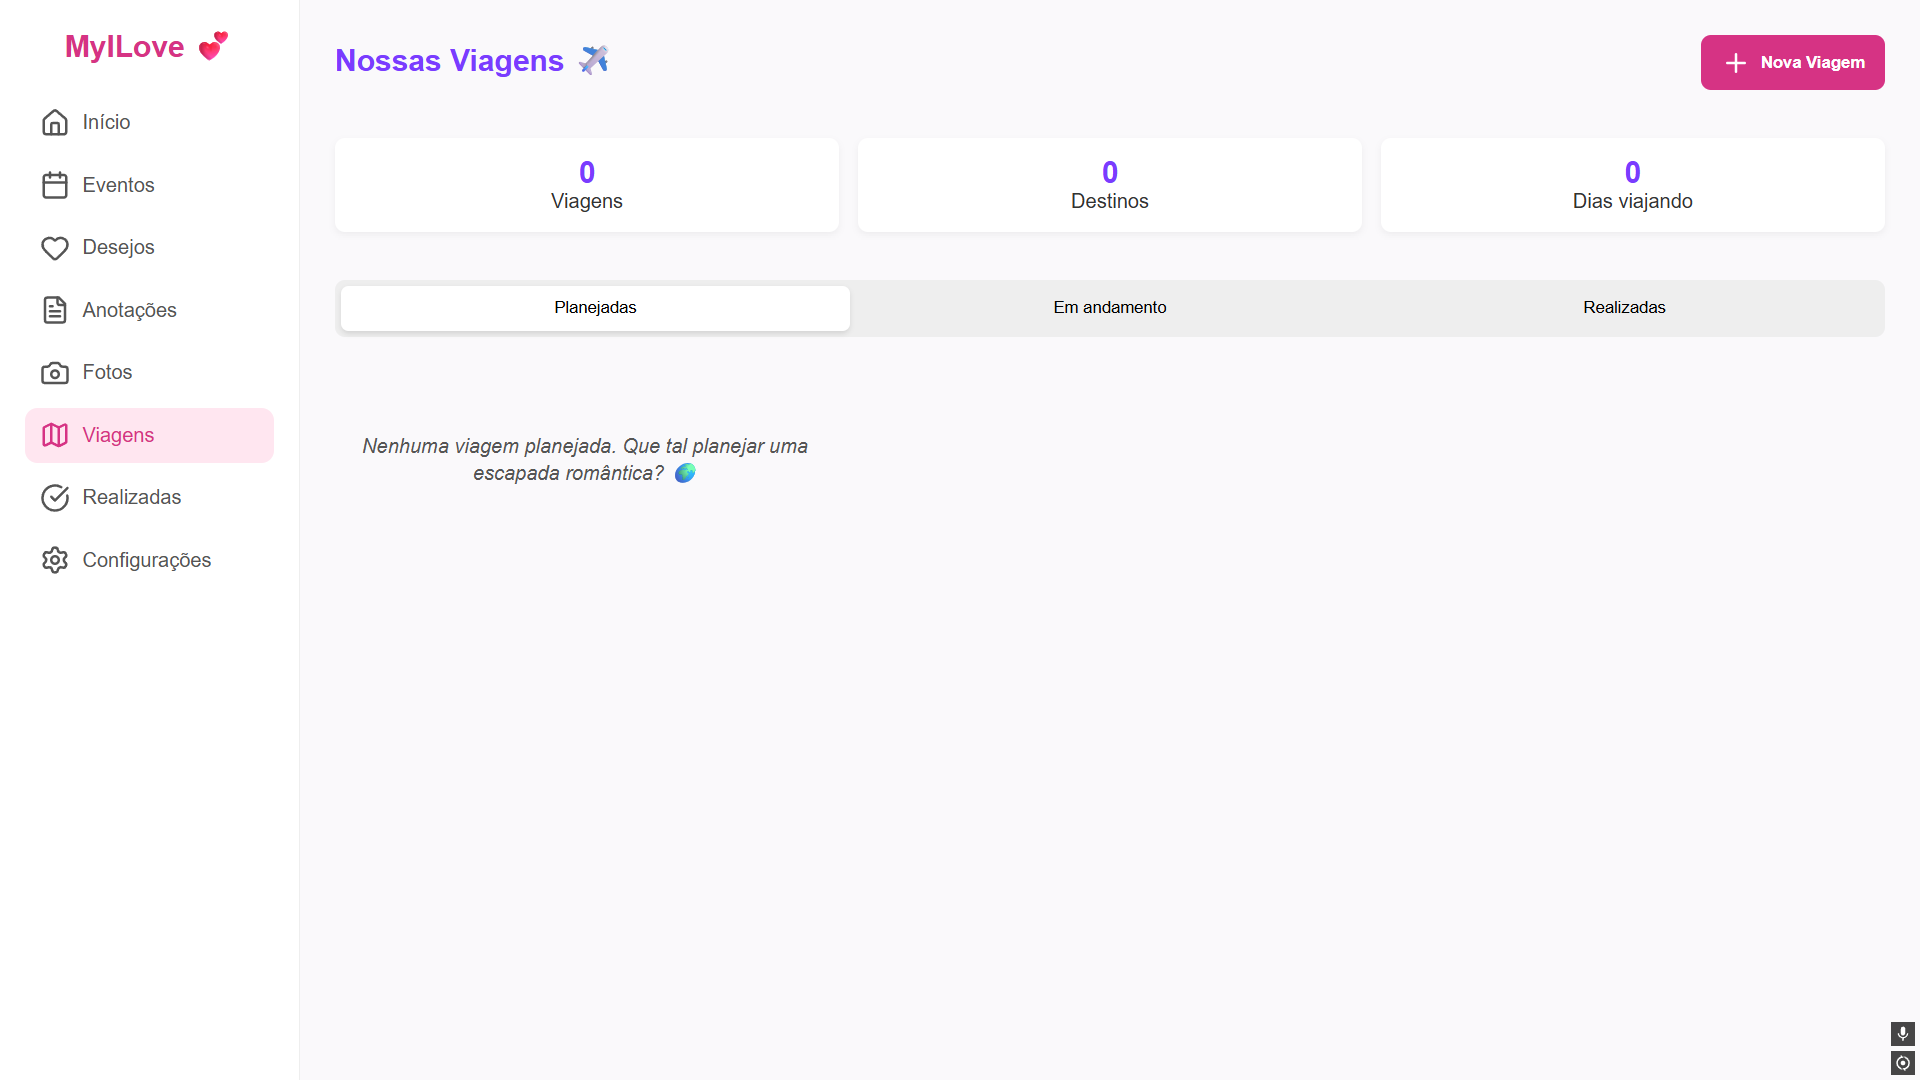 MyILove 💕
Início
Eventos
Desejos
Anotações
Fotos
Viagens
Realizadas
Configurações
Nossas Viagens ✈️
Nova Viagem
0
Viagens
0
Destinos
0
Dias viajando
Planejadas
Em andamento
Realizadas
Nenhuma viagem planejada. Que tal planejar uma
escapada romântica? 🌍